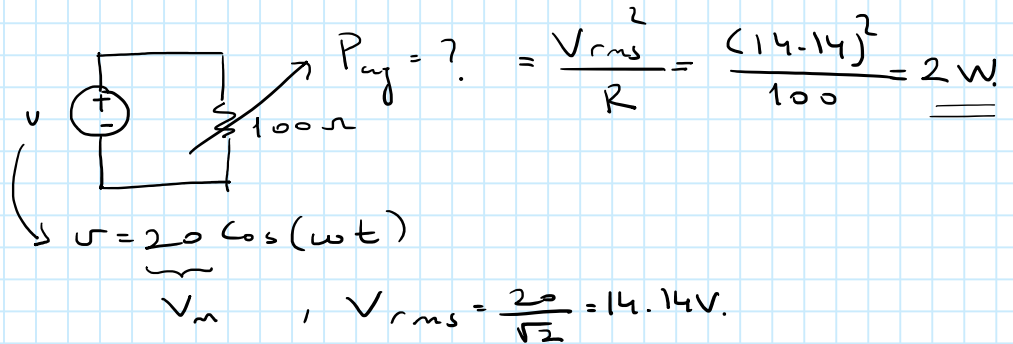 P_avg = ? = V_rms² / R = (14-14)² / 100 = 2 W.
+
-
v
100 Ω
v = 20 cos(ωt)
V_m , V_rms = 20 / √2 = 14.14V.